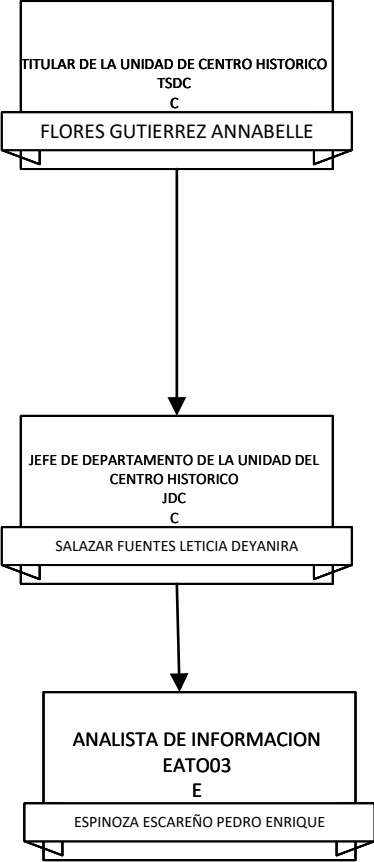 TITULAR DE LA UNIDAD DE CENTRO HISTORICO
TSDC
C
FLORES GUTIERREZ ANNABELLE
JEFE DE DEPARTAMENTO DE LA UNIDAD DEL
CENTRO HISTORICO
JDC
C
SALAZAR FUENTES LETICIA DEYANIRA
ANALISTA DE INFORMACION
EATO03
E
ESPINOZA ESCAREÑO PEDRO ENRIQUE